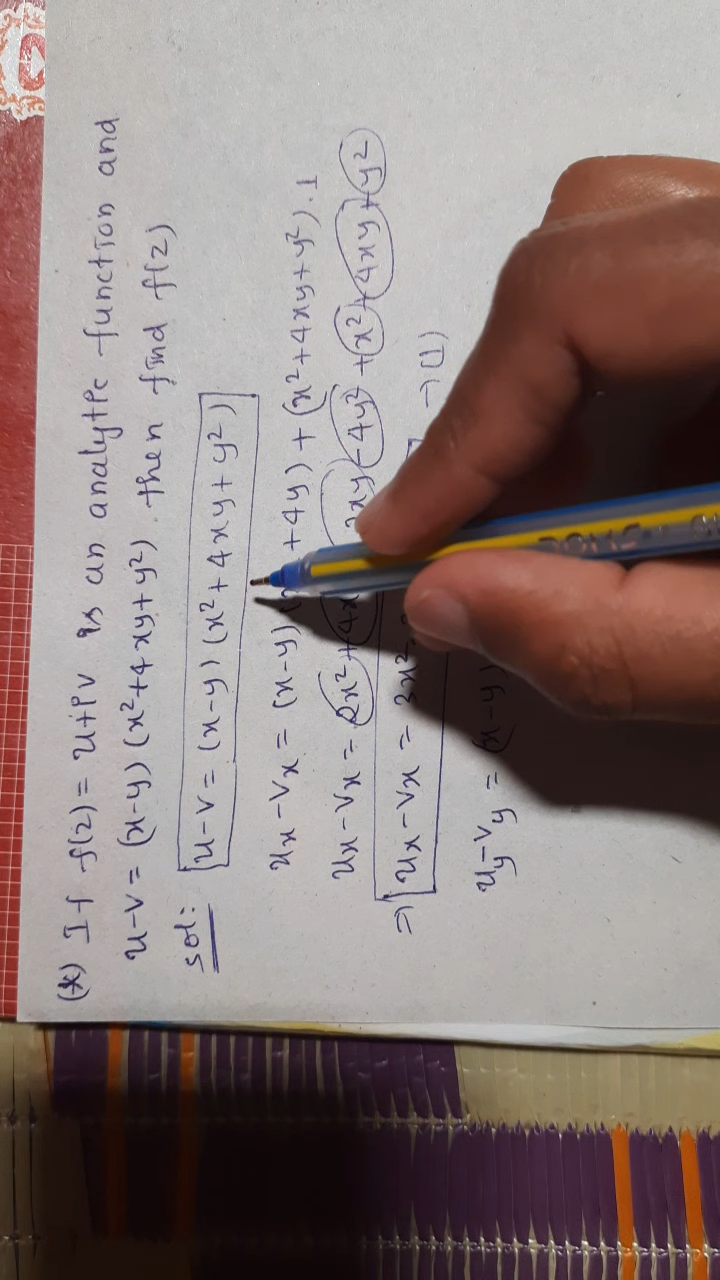 (*) If f(z) = u+iv is an analytic function and
u-v = (x-y) (x²+4xy+y²). then find f(z)
sol: u-v = (x-y) (x²+4xy+y²)
ux-vx = (x-y) +4y) + (x²+4xy+y²).1
ux-vx = 2x²+4x xy-4y²+x²+4xy+y²
⇒ ux-vx = 3x² →(1)
uy-vy = (x-y)